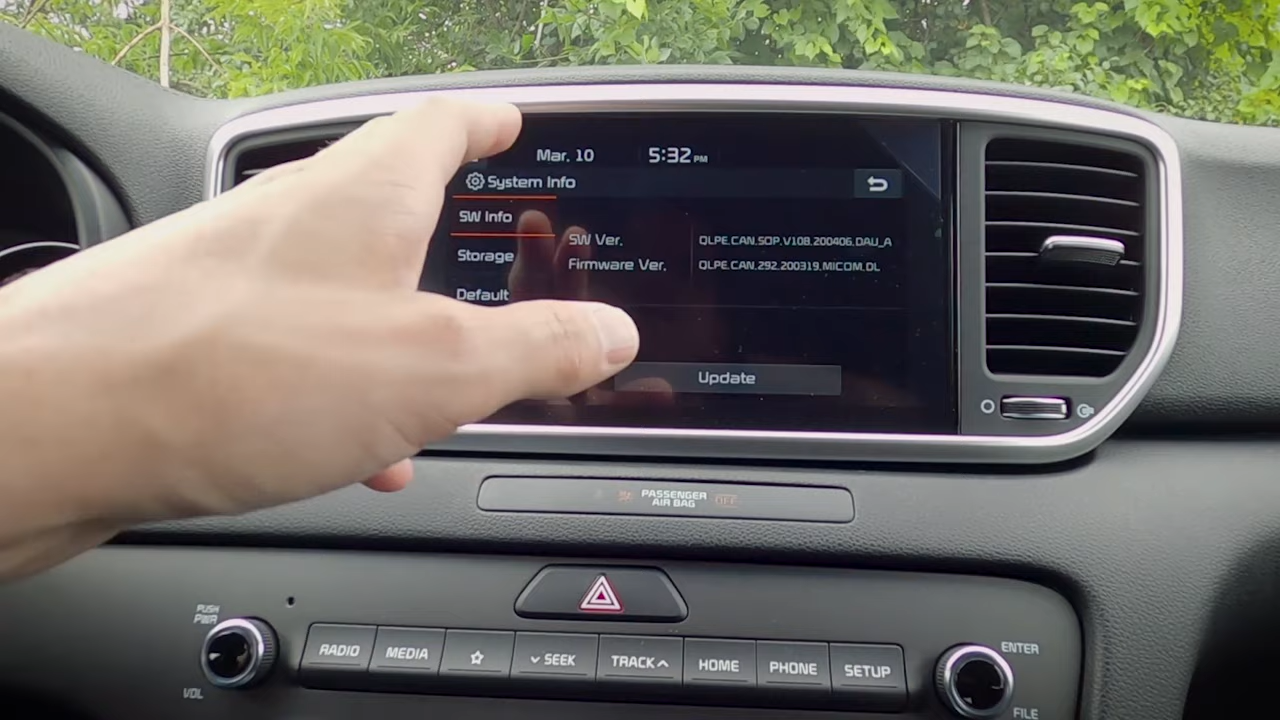 Mar. 10
5:32 PM
System Info
SW Info
SW Ver.
QLPE.CAN.SOP.V108.200406.DAU_A
Storage
Firmware Ver.
QLPE.CAN.292.200319.MICOM.DL
Default
Update
PASSENGER
AIR BAG
OFF
PUSH
PWR
VOL
RADIO
MEDIA
SEEK
TRACK
HOME
PHONE
SETUP
ENTER
FILE